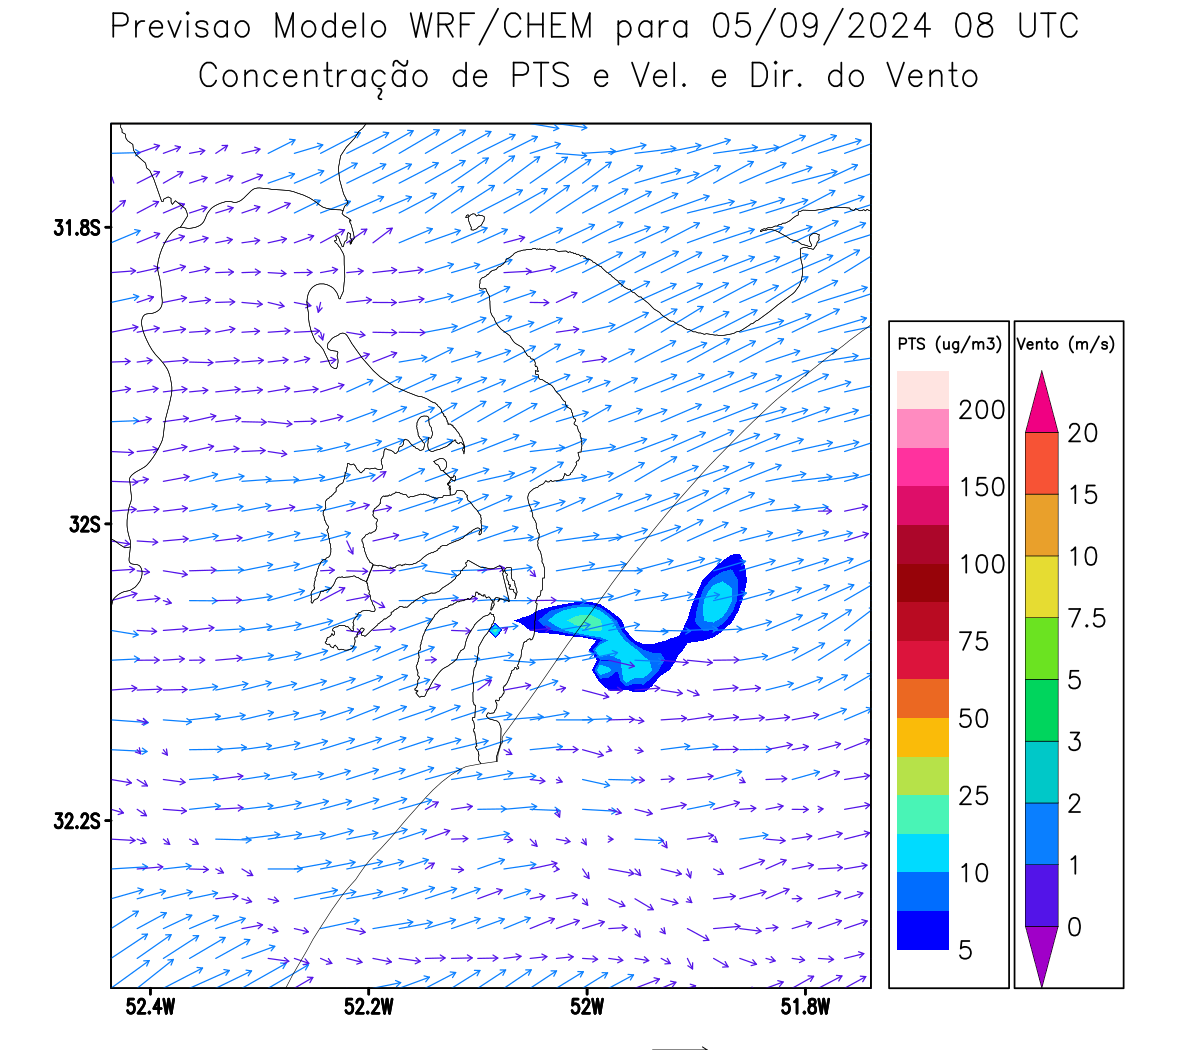 Previsao Modelo WRF/CHEM para 05/09/2024 08 UTC
Concentração de PTS e Vel. e Dir. do Vento
31.8S
32S
32.2S
52.4W 52.2W 52W 51.8W
PTS (ug/m3)
200
150
100
75
50
25
10
5
Vento (m/s)
20
15
10
7.5
5
3
2
1
0